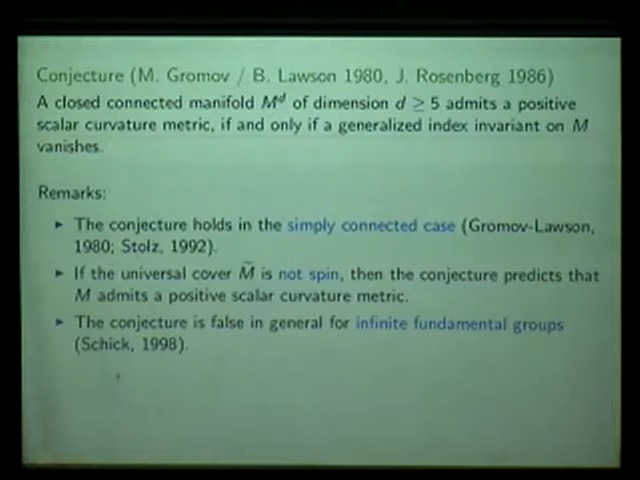 Conjecture (M. Gromov / B. Lawson 1980, J. Rosenberg 1986)
A closed connected manifold M^d of dimension d ≥ 5 admits a positive
scalar curvature metric, if and only if a generalized index invariant on M
vanishes.
Remarks:
▶ The conjecture holds in the simply connected case (Gromov-Lawson,
1980; Stolz, 1992).
▶ If the universal cover M̃ is not spin, then the conjecture predicts that
M admits a positive scalar curvature metric.
▶ The conjecture is false in general for infinite fundamental groups
(Schick, 1998).